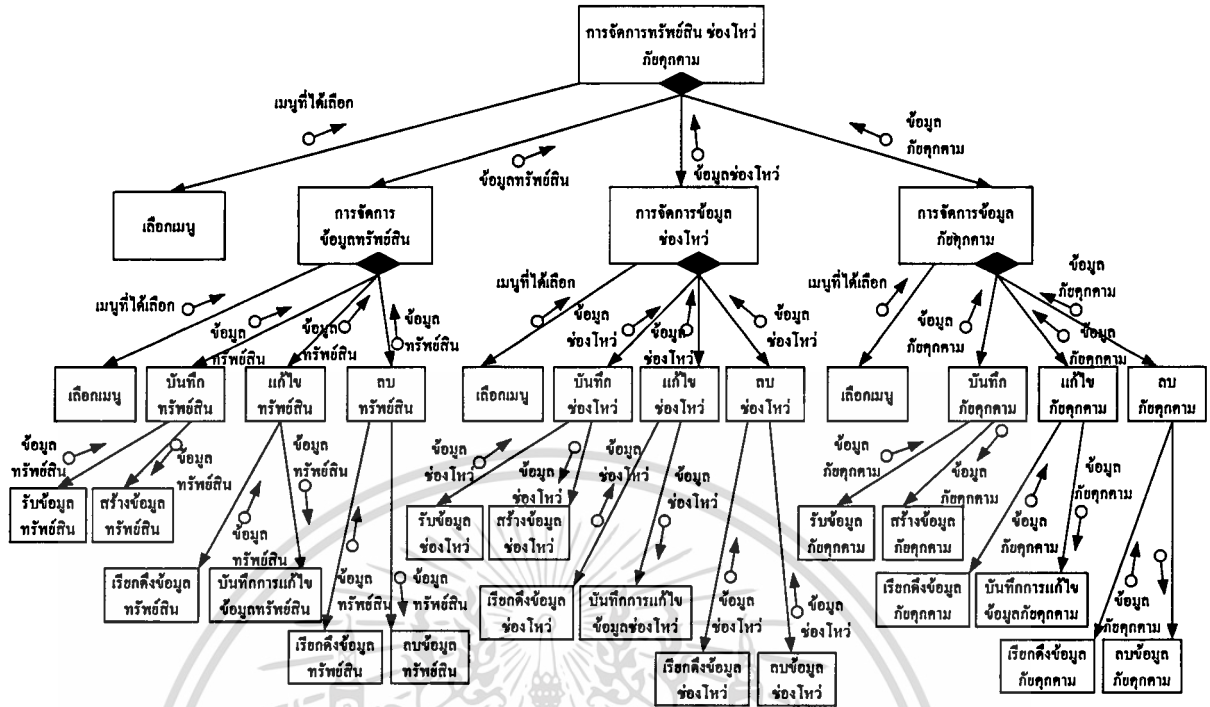 การจัดการทรัพย์สิน ช่องโหว่
ภัยคุกคาม
เมนูที่ได้เลือก
ข้อมูลทรัพย์สิน
ข้อมูลช่องโหว่
ข้อมูล
ภัยคุกคาม
เลือกเมนู
การจัดการ
ข้อมูลทรัพย์สิน
การจัดการข้อมูล
ช่องโหว่
การจัดการข้อมูล
ภัยคุกคาม
เมนูที่ได้เลือก
ข้อมูล
ทรัพย์สิน
ข้อมูล
ทรัพย์สิน
ข้อมูล
ทรัพย์สิน
เมนูที่ได้เลือก
ข้อมูล
ช่องโหว่
ข้อมูล
ช่องโหว่
ข้อมูล
ช่องโหว่
เมนูที่ได้เลือก
ข้อมูล
ภัยคุกคาม
ข้อมูล
ภัยคุกคาม
ข้อมูล
ภัยคุกคาม
เลือกเมนู
บันทึก
ทรัพย์สิน
แก้ไข
ทรัพย์สิน
ลบ
ทรัพย์สิน
เลือกเมนู
บันทึก
ช่องโหว่
แก้ไข
ช่องโหว่
ลบ
ช่องโหว่
เลือกเมนู
บันทึก
ภัยคุกคาม
แก้ไข
ภัยคุกคาม
ลบ
ภัยคุกคาม
ข้อมูล
ทรัพย์สิน
ข้อมูล
ทรัพย์สิน
ข้อมูล
ทรัพย์สิน
ข้อมูล
ช่องโหว่
ข้อมูล
ช่องโหว่
ข้อมูล
ช่องโหว่
ข้อมูล
ภัยคุกคาม
ข้อมูล
ภัยคุกคาม
ข้อมูล
ภัยคุกคาม
รับข้อมูล
ทรัพย์สิน
สร้างข้อมูล
ทรัพย์สิน
รับข้อมูล
ช่องโหว่
สร้างข้อมูล
ช่องโหว่
รับข้อมูล
ภัยคุกคาม
สร้างข้อมูล
ภัยคุกคาม
ข้อมูล
ทรัพย์สิน
ข้อมูล
ช่องโหว่
ข้อมูล
ภัยคุกคาม
เรียกดึงข้อมูล
ทรัพย์สิน
บันทึกการแก้ไข
ข้อมูลทรัพย์สิน
ข้อมูล
ทรัพย์สิน
ข้อมูล
ทรัพย์สิน
เรียกดึงข้อมูล
ช่องโหว่
บันทึกการแก้ไข
ข้อมูลช่องโหว่
ข้อมูล
ช่องโหว่
ข้อมูล
ช่องโหว่
เรียกดึงข้อมูล
ภัยคุกคาม
บันทึกการแก้ไข
ข้อมูลภัยคุกคาม
ข้อมูล
ภัยคุกคาม
เรียกดึงข้อมูล
ทรัพย์สิน
ลบข้อมูล
ทรัพย์สิน
เรียกดึงข้อมูล
ช่องโหว่
ลบข้อมูล
ช่องโหว่
เรียกดึงข้อมูล
ภัยคุกคาม
ลบข้อมูล
ภัยคุกคาม